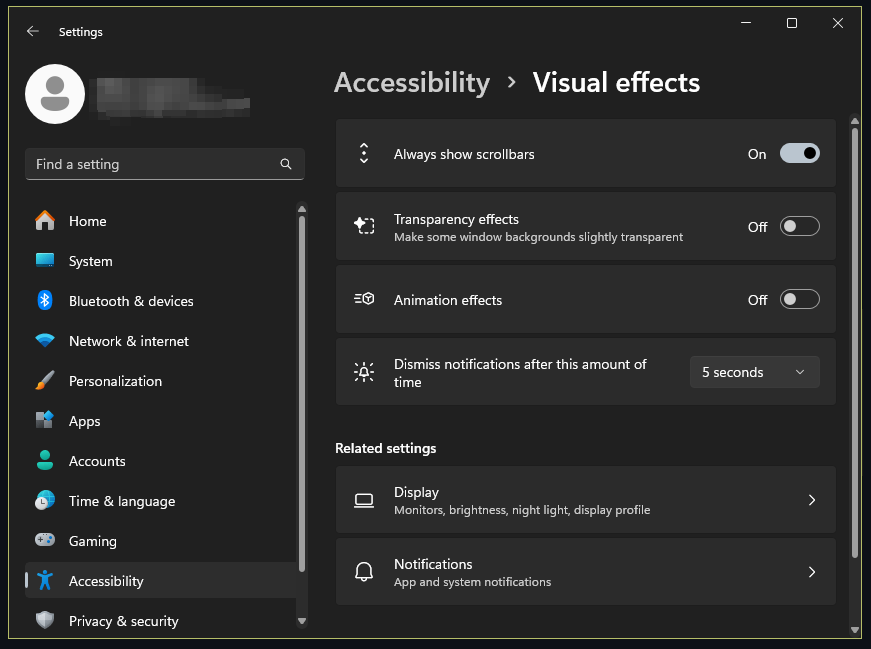 Settings
Find a setting
Home
System
Bluetooth & devices
Network & internet
Personalization
Apps
Accounts
Time & language
Gaming
Accessibility
Privacy & security
Accessibility > Visual effects
Always show scrollbars
On
Transparency effects
Make some window backgrounds slightly transparent
Off
Animation effects
Off
Dismiss notifications after this amount of
time
5 seconds
Related settings
Display
Monitors, brightness, night light, display profile
Notifications
App and system notifications